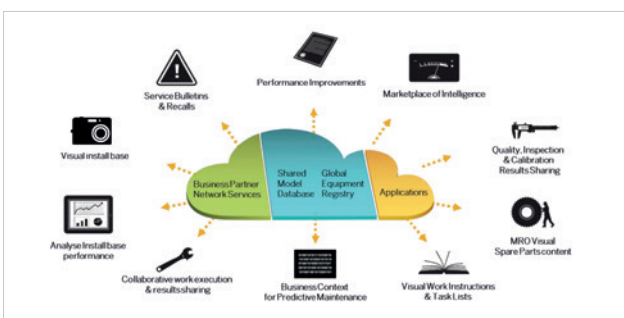 Performance Improvements
Marketplace of Intelligence
Service Bulletins
& Recalls
Visual install base
Quality, Inspection
& Calibration
Results Sharing
Business Partner
Network Services
Shared
Model
Database
Global
Equipment
Registry
Applications
Analyse Install base
performance
MRO Visual
Spare Parts content
Collaborative work execution
& results sharing
Business Context
for Predictive Maintenance
Visual Work Instructions
& Task Lists